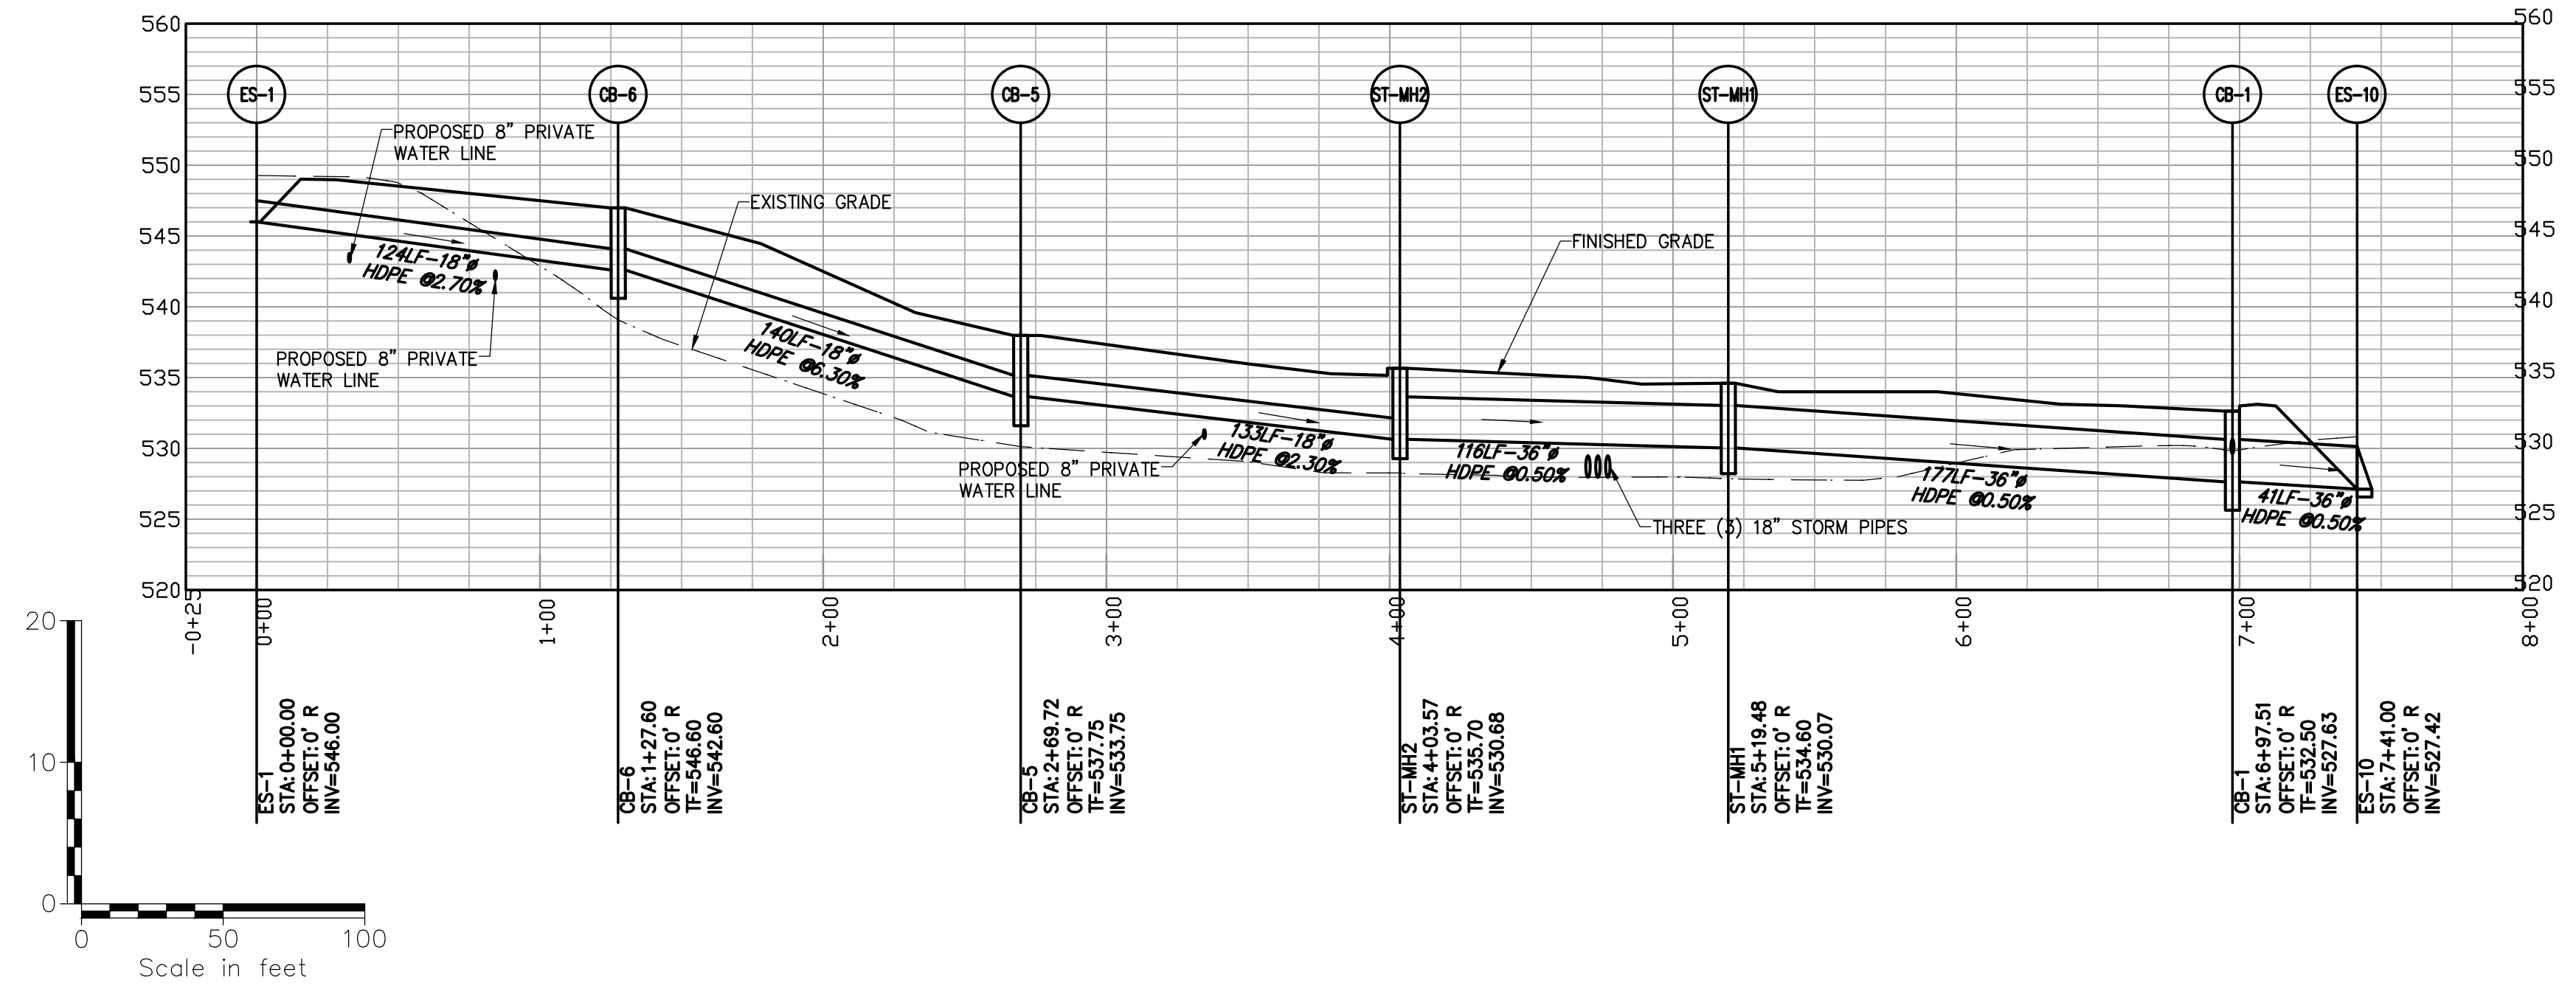 560
555
550
545
540
535
530
525
520
560
555
550
545
540
535
530
525
520
ES-1
CB-6
CB-5
ST-MH2
ST-MH1
CB-1
ES-10
PROPOSED 8" PRIVATE
WATER LINE
EXISTING GRADE
FINISHED GRADE
124LF-18"ø
HDPE @2.70%
PROPOSED 8" PRIVATE
WATER LINE
140LF-18"ø
HDPE @6.30%
PROPOSED 8" PRIVATE
WATER LINE
133LF-18"ø
HDPE @2.30%
116LF-36"ø
HDPE @0.50%
THREE (3) 18" STORM PIPES
177LF-36"ø
HDPE @0.50%
41LF-36"ø
HDPE @0.50%
-0+25
0+00
1+00
2+00
3+00
4+00
5+00
6+00
7+00
8+00
ES-1
STA:0+00.00
OFFSET:0' R
INV=546.00
CB-6
STA:1+27.60
OFFSET:0' R
TF=546.60
INV=542.60
CB-5
STA:2+69.72
OFFSET:0' R
TF=537.75
INV=533.75
ST-MH2
STA:4+03.57
OFFSET:0' R
TF=535.70
INV=530.68
ST-MH1
STA:5+19.48
OFFSET:0' R
TF=534.60
INV=530.07
CB-1
STA:6+97.51
OFFSET:0' R
TF=532.50
INV=527.63
ES-10
STA:7+41.00
OFFSET:0' R
INV=527.42
20
10
0
0 50 100
Scale in feet